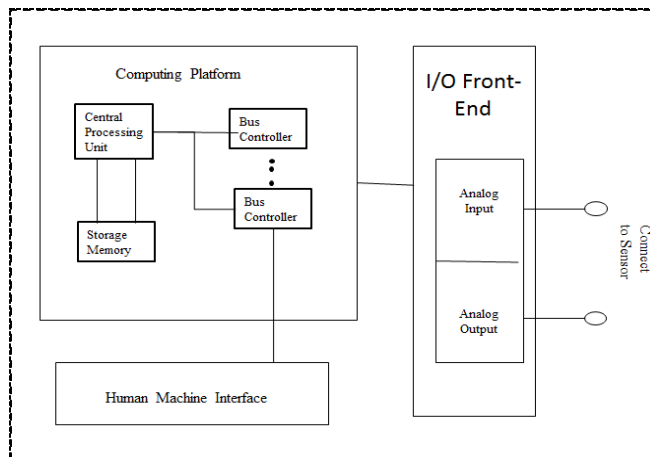 Computing Platform
Central
Processing
Unit
Bus
Controller
Bus
Controller
Storage
Memory
Human Machine Interface
I/O Front-
End
Analog
Input
Analog
Output
Connect
to Sensor